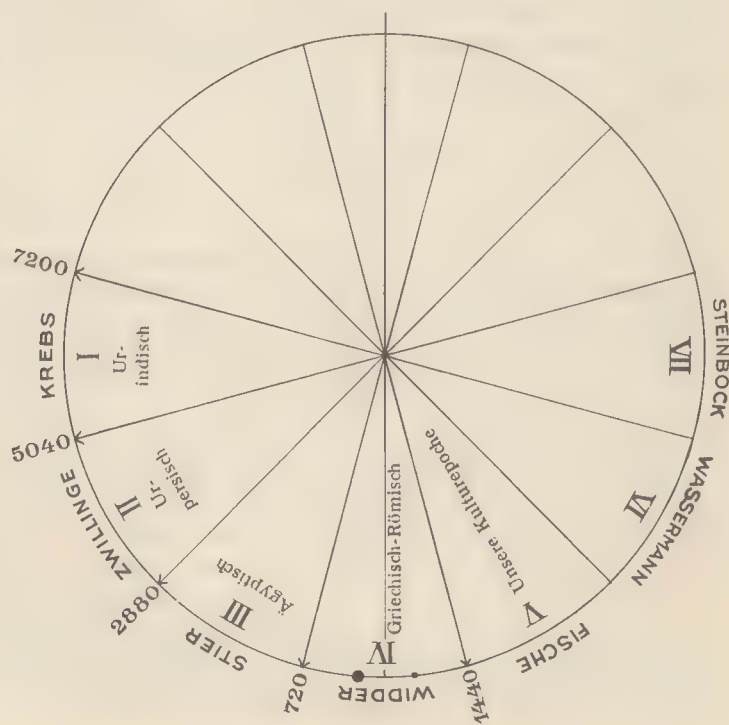 7200
KREBS
I
Ur-
indisch
5040
ZWILLINGE
II
Ur-
persisch
2880
STIER
III
Ägyptisch
720
WIDDER
IV
Griechisch-Römisch
1440
FISCHE
V
Unsere Kulturepoche
WASSERMANN
VI
STEINBOCK
VII